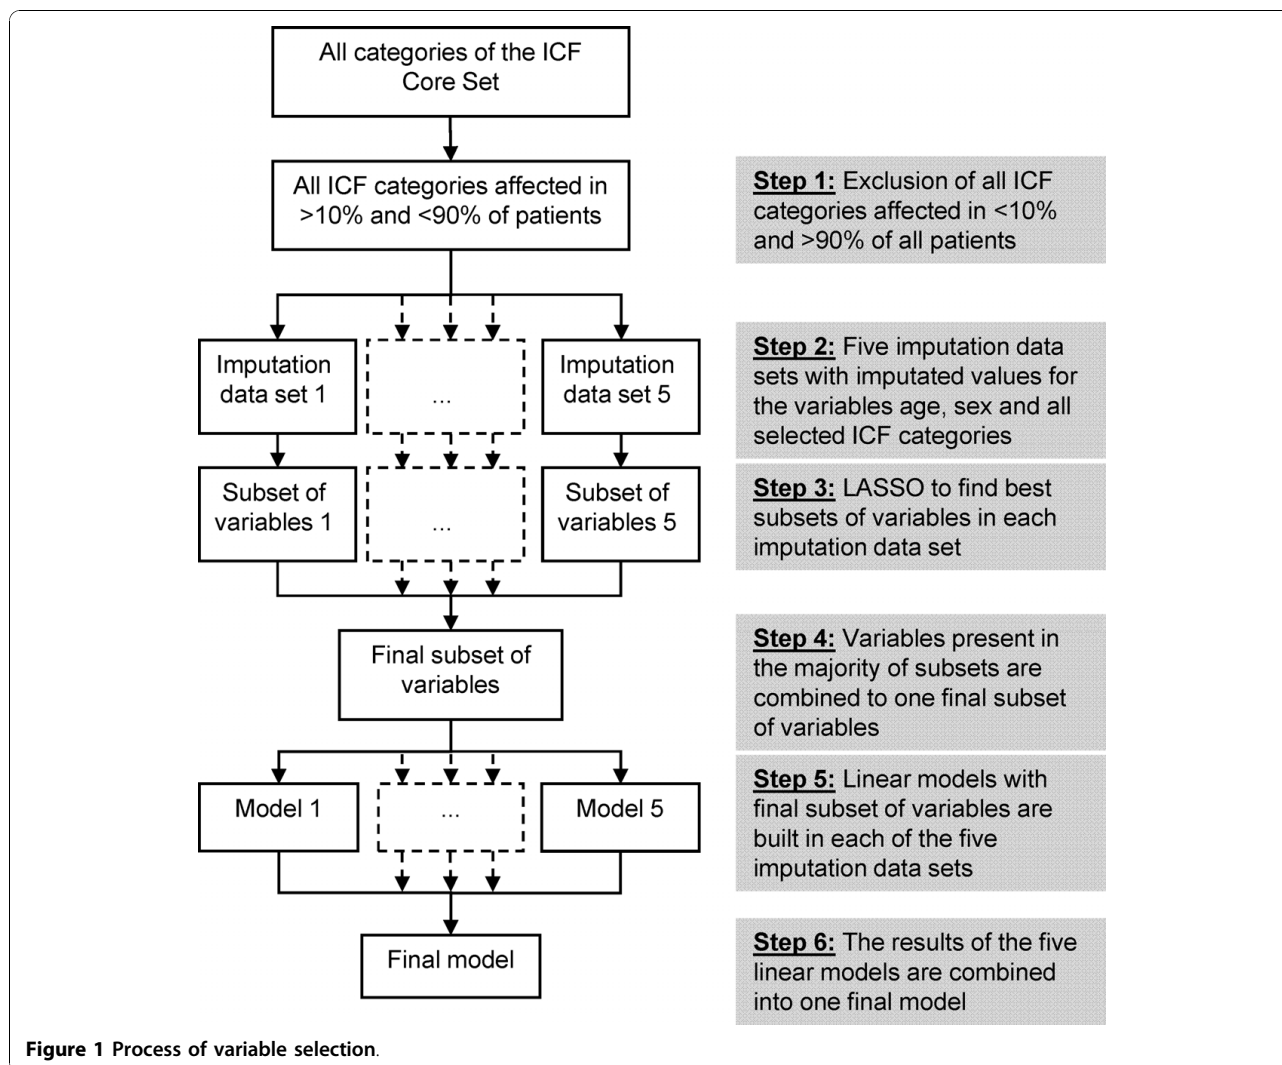 All categories of the ICF
Core Set
All ICF categories affected in
>10% and <90% of patients
Step 1: Exclusion of all ICF
categories affected in <10%
and >90% of all patients
Imputation
data set 1
...
Imputation
data set 5
Step 2: Five imputation data
sets with imputated values for
the variables age, sex and all
selected ICF categories
Subset of
variables 1
...
Subset of
variables 5
Step 3: LASSO to find best
subsets of variables in each
imputation data set
Final subset of
variables
Step 4: Variables present in
the majority of subsets are
combined to one final subset
of variables
Model 1
...
Model 5
Step 5: Linear models with
final subset of variables are
built in each of the five
imputation data sets
Final model
Step 6: The results of the five
linear models are combined
into one final model
Figure 1 Process of variable selection.